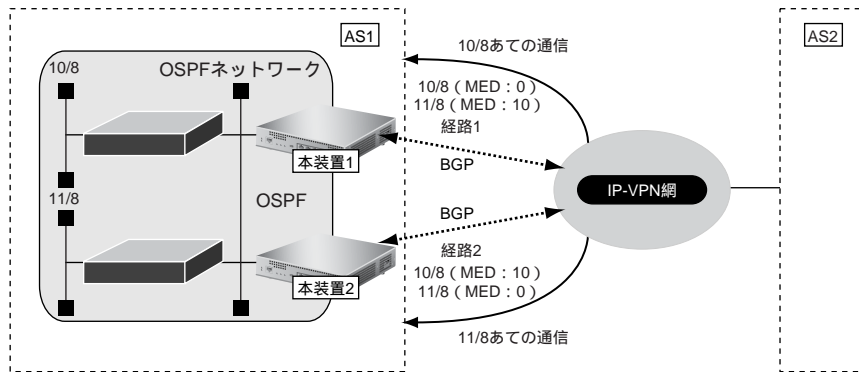 AS1
AS2
10/8
OSPFネットワーク
10/8あての通信
10/8（MED：0）
11/8（MED：10）
経路1
本装置1
BGP
IP-VPN網
11/8
OSPF
BGP
経路2
10/8（MED：10）
11/8（MED：0）
本装置2
11/8あての通信